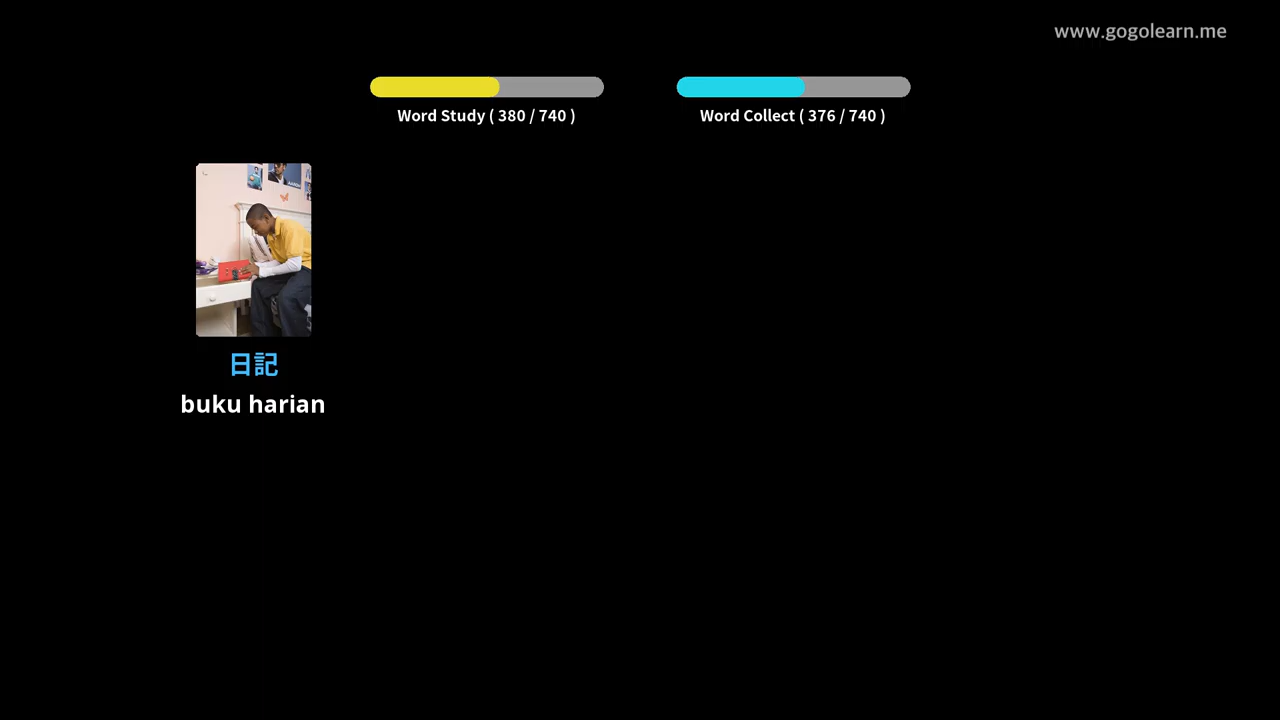 www.gogolearn.me
Word Study ( 380 / 740 )
Word Collect ( 376 / 740 )
日記
buku harian